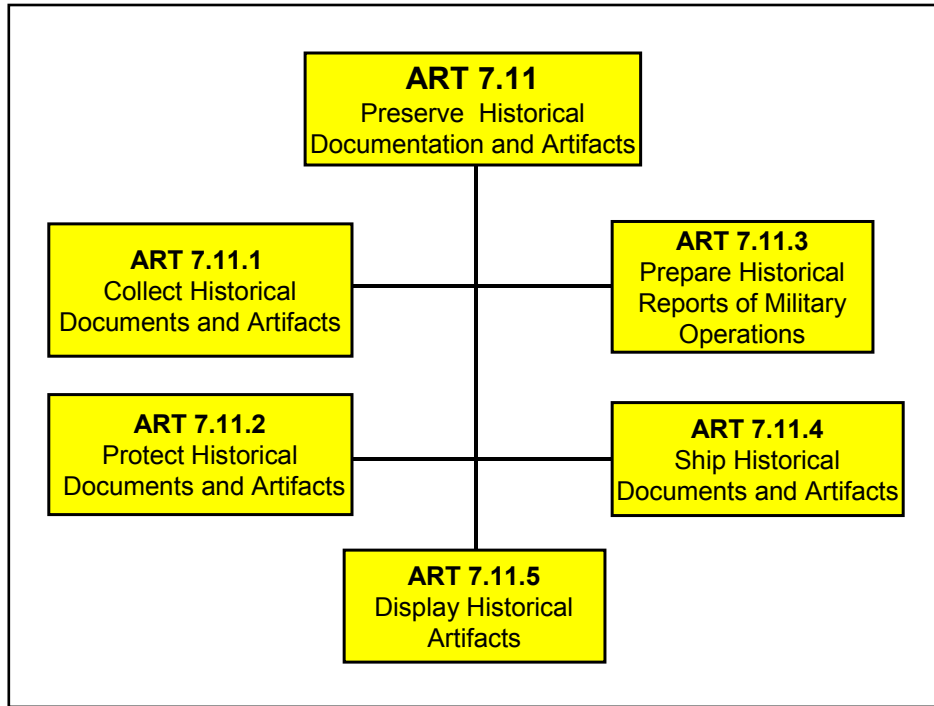 ART 7.11
Preserve Historical
Documentation and Artifacts
ART 7.11.1
Collect Historical
Documents and Artifacts
ART 7.11.3
Prepare Historical
Reports of Military
Operations
ART 7.11.2
Protect Historical
Documents and Artifacts
ART 7.11.4
Ship Historical
Documents and Artifacts
ART 7.11.5
Display Historical
Artifacts